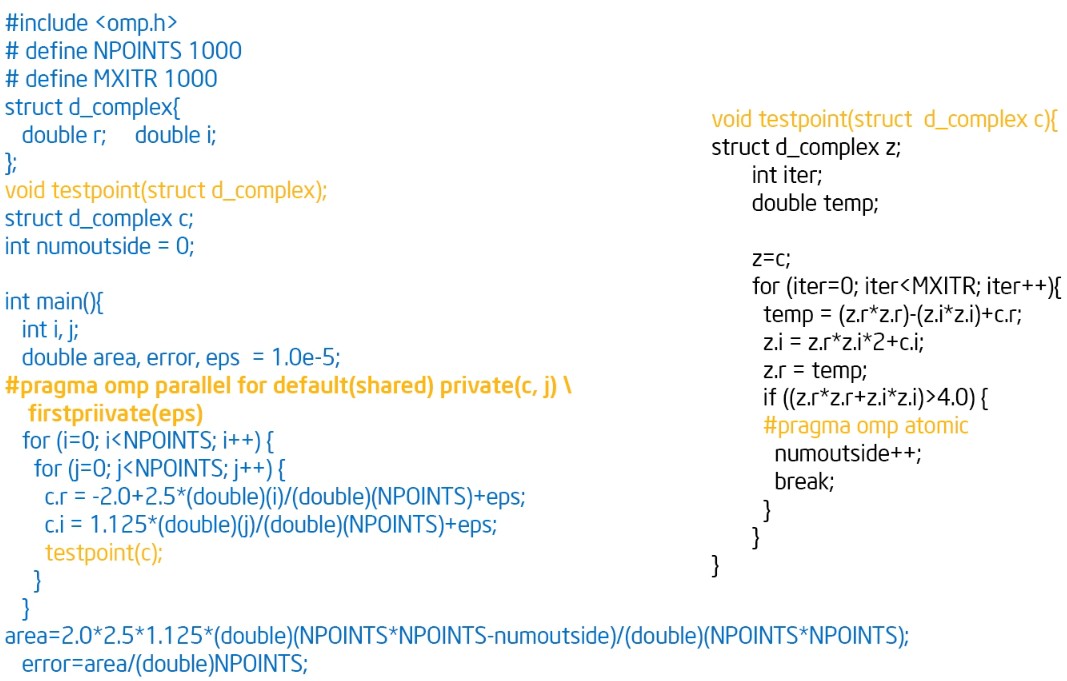 #include <omp.h>
# define NPOINTS 1000
# define MXITR 1000
struct d_complex{
double r; double i;
};
void testpoint(struct d_complex);
struct d_complex c;
int numoutside = 0;
int main(){
int i, j;
double area, error, eps = 1.0e-5;
#pragma omp parallel for default(shared) private(c, j) \
firstpriivate(eps)
for (i=0; i<NPOINTS; i++) {
for (j=0; j<NPOINTS; j++) {
c.r = -2.0+2.5*(double)(i)/(double)(NPOINTS)+eps;
c.i = 1.125*(double)(j)/(double)(NPOINTS)+eps;
testpoint(c);
}
}
area=2.0*2.5*1.125*(double)(NPOINTS*NPOINTS-numoutside)/(double)(NPOINTS*NPOINTS);
error=area/(double)NPOINTS;
void testpoint(struct d_complex c){
struct d_complex z;
int iter;
double temp;
z=c;
for (iter=0; iter<MXITR; iter++){
temp = (z.r*z.r)-(z.i*z.i)+c.r;
z.i = z.r*z.i*2+c.i;
z.r = temp;
if ((z.r*z.r+z.i*z.i)>4.0) {
#pragma omp atomic
numoutside++;
break;
}
}
}